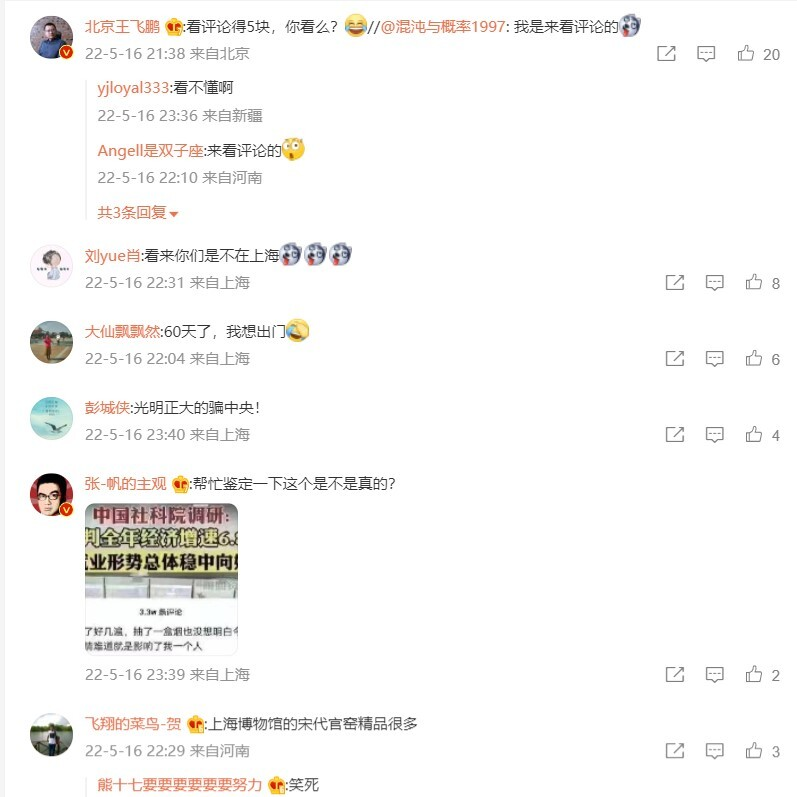 北京王飞鹏:看评论得5块，你看么？//@混沌与概率1997: 我是来看评论的
22-5-16 21:38 来自北京
20
yjloyal333:看不懂啊
22-5-16 23:36 来自新疆
Angell是双子座:来看评论的
22-5-16 22:10 来自河南
共3条回复
刘yue肖:看来你们是不在上海
22-5-16 22:31 来自上海
8
大仙飘飘然:60天了，我想出门
22-5-16 22:04 来自上海
6
彭城侠:光明正大的骗中央！
22-5-16 23:40 来自上海
4
张-帆的主观:帮忙鉴定一下这个是不是真的？
中国社科院调研:
判全年经济增速6.
业形势总体稳中向
3.3w 条评论
了好几遍，抽了一盒烟也没想明白今
情难道就是影响了我一个人
22-5-16 23:39 来自上海
2
飞翔的菜鸟-贺:上海博物馆的宋代官窑精品很多
22-5-16 22:29 来自河南
3
熊十七要要要要要要努力:笑死